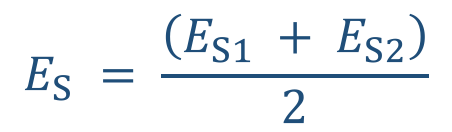 E_S = (E_S1 + E_S2) / 2